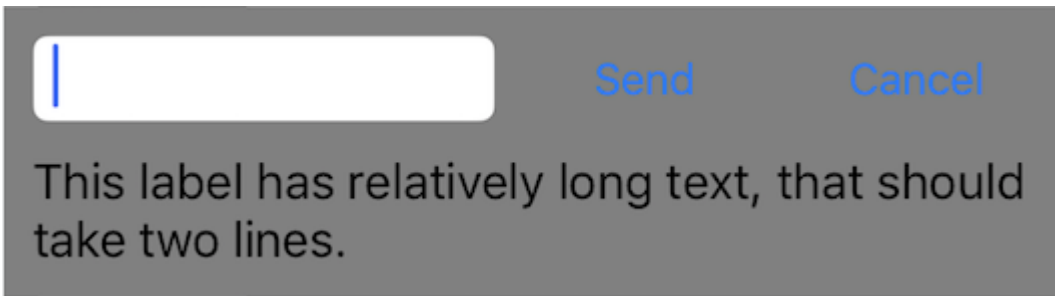 Send Cancel
This label has relatively long text, that should
take two lines.